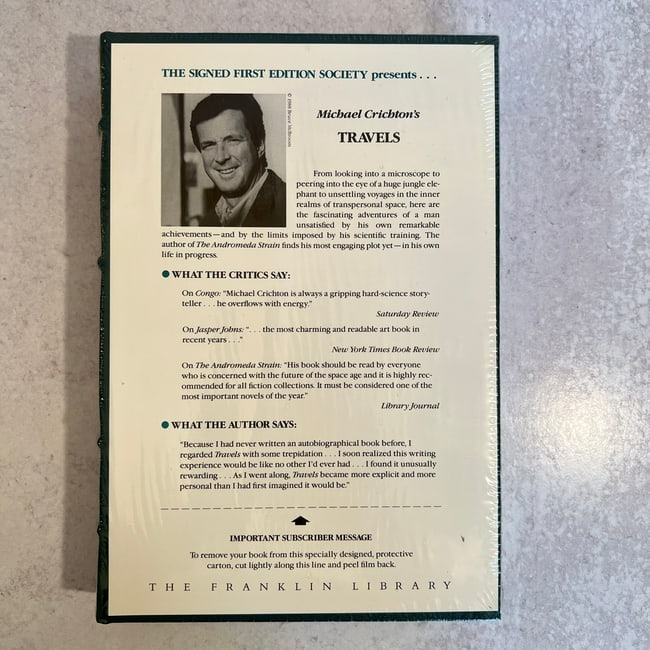 THE SIGNED FIRST EDITION SOCIETY presents . . .
© 1988 Bruce McBroom
Michael Crichton's
TRAVELS
From looking into a microscope to
peering into the eye of a huge jungle ele-
phant to unsettling voyages in the inner
realms of transpersonal space, here are
the fascinating adventures of a man
unsatisfied by his own remarkable
achievements—and by the limits imposed by his scientific training. The
author of The Andromeda Strain finds his most engaging plot yet—in his own
life in progress.
WHAT THE CRITICS SAY:
On Congo: "Michael Crichton is always a gripping hard-science story-
teller . . . he overflows with energy."
Saturday Review
On Jasper Johns: ". . . the most charming and readable art book in
recent years . . ."
New York Times Book Review
On The Andromeda Strain: "His book should be read by everyone
who is concerned with the future of the space age and it is highly rec-
ommended for all fiction collections. It must be considered one of the
most important novels of the year."
Library Journal
WHAT THE AUTHOR SAYS:
"Because I had never written an autobiographical book before, I
regarded Travels with some trepidation . . . I soon realized this writing
experience would be like no other I'd ever had . . . I found it unusually
rewarding . . . As I went along, Travels became more explicit and more
personal than I had first imagined it would be."
IMPORTANT SUBSCRIBER MESSAGE
To remove your book from this specially designed, protective
carton, cut lightly along this line and peel film back.
THE FRANKLIN LIBRARY